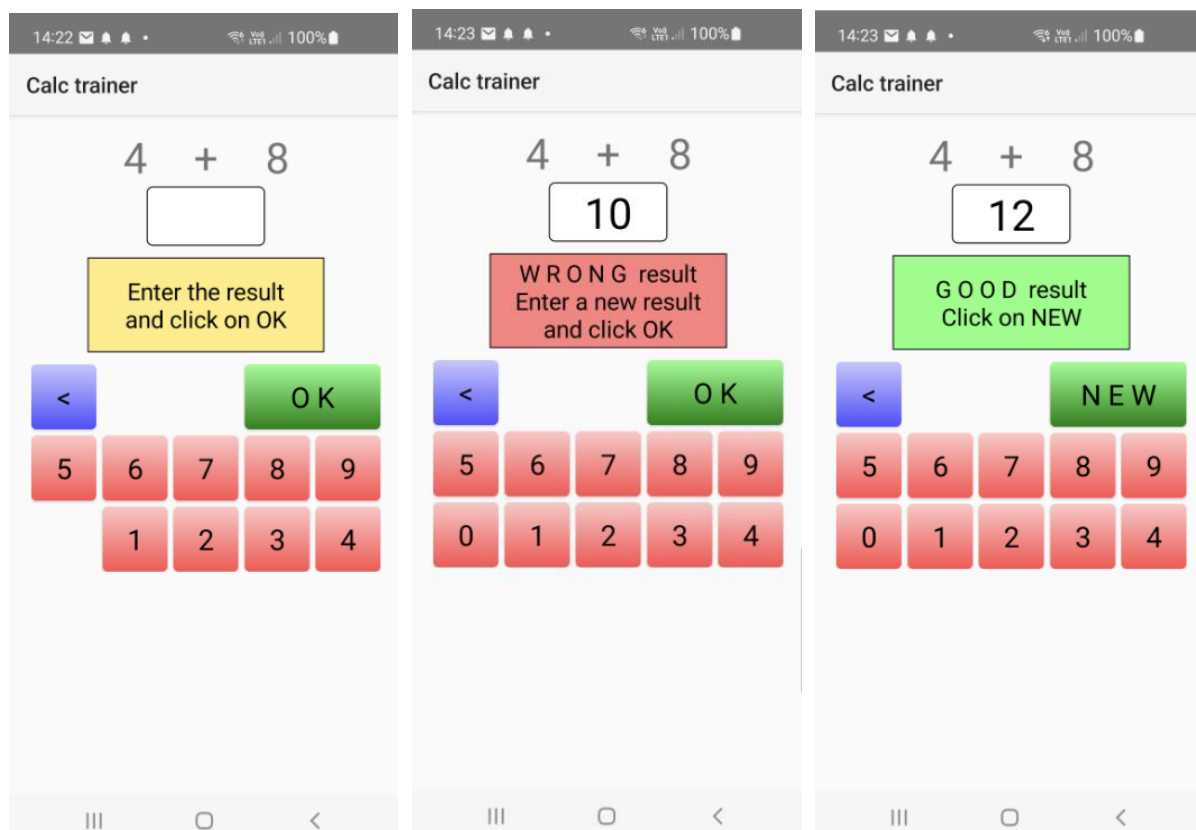 14:22 100%
Calc trainer
4 + 8
Enter the result
and click on OK
< O K
5 6 7 8 9
1 2 3 4
14:23 100%
Calc trainer
4 + 8
10
W R O N G result
Enter a new result
and click OK
< O K
5 6 7 8 9
0 1 2 3 4
14:23 100%
Calc trainer
4 + 8
12
G O O D result
Click on NEW
< N E W
5 6 7 8 9
0 1 2 3 4